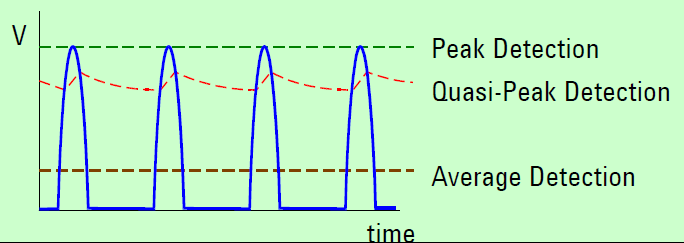 V
Peak Detection
Quasi-Peak Detection
Average Detection
time